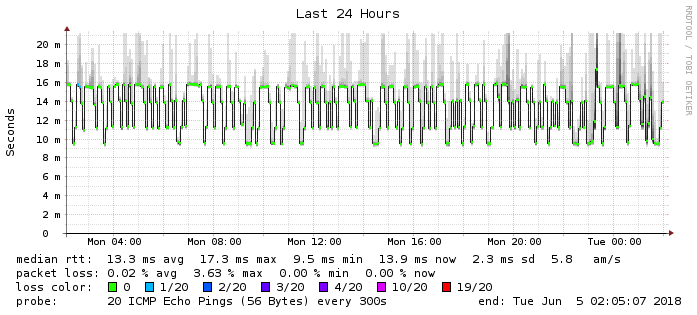 Last 24 Hours
RRDTOOL / TOBI OETIKER
Seconds
20 m
18 m
16 m
14 m
12 m
10 m
8 m
6 m
4 m
2 m
0
Mon 04:00 Mon 08:00 Mon 12:00 Mon 16:00 Mon 20:00 Tue 00:00
median rtt: 13.3 ms avg 17.3 ms max 9.5 ms min 13.9 ms now 2.3 ms sd 5.8 am/s
packet loss: 0.02 % avg 3.63 % max 0.00 % min 0.00 % now
loss color: 0 1/20 2/20 3/20 4/20 10/20 19/20
probe: 20 ICMP Echo Pings (56 Bytes) every 300s end: Tue Jun 5 02:05:07 2018